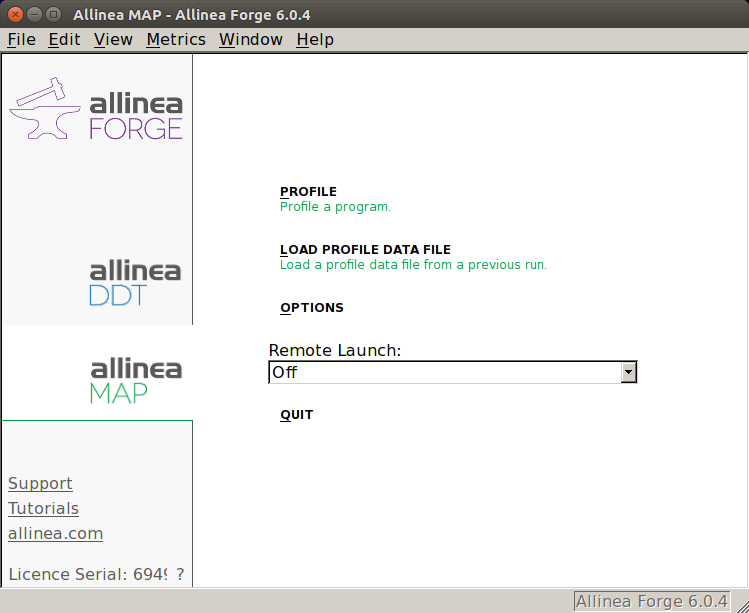 Allinea MAP - Allinea Forge 6.0.4
File Edit View Metrics Window Help
allinea
FORGE
allinea
DDT
allinea
MAP
Support
Tutorials
allinea.com
Licence Serial: 6949 ?
PROFILE
Profile a program.
LOAD PROFILE DATA FILE
Load a profile data file from a previous run.
OPTIONS
Remote Launch:
Off
QUIT
Allinea Forge 6.0.4